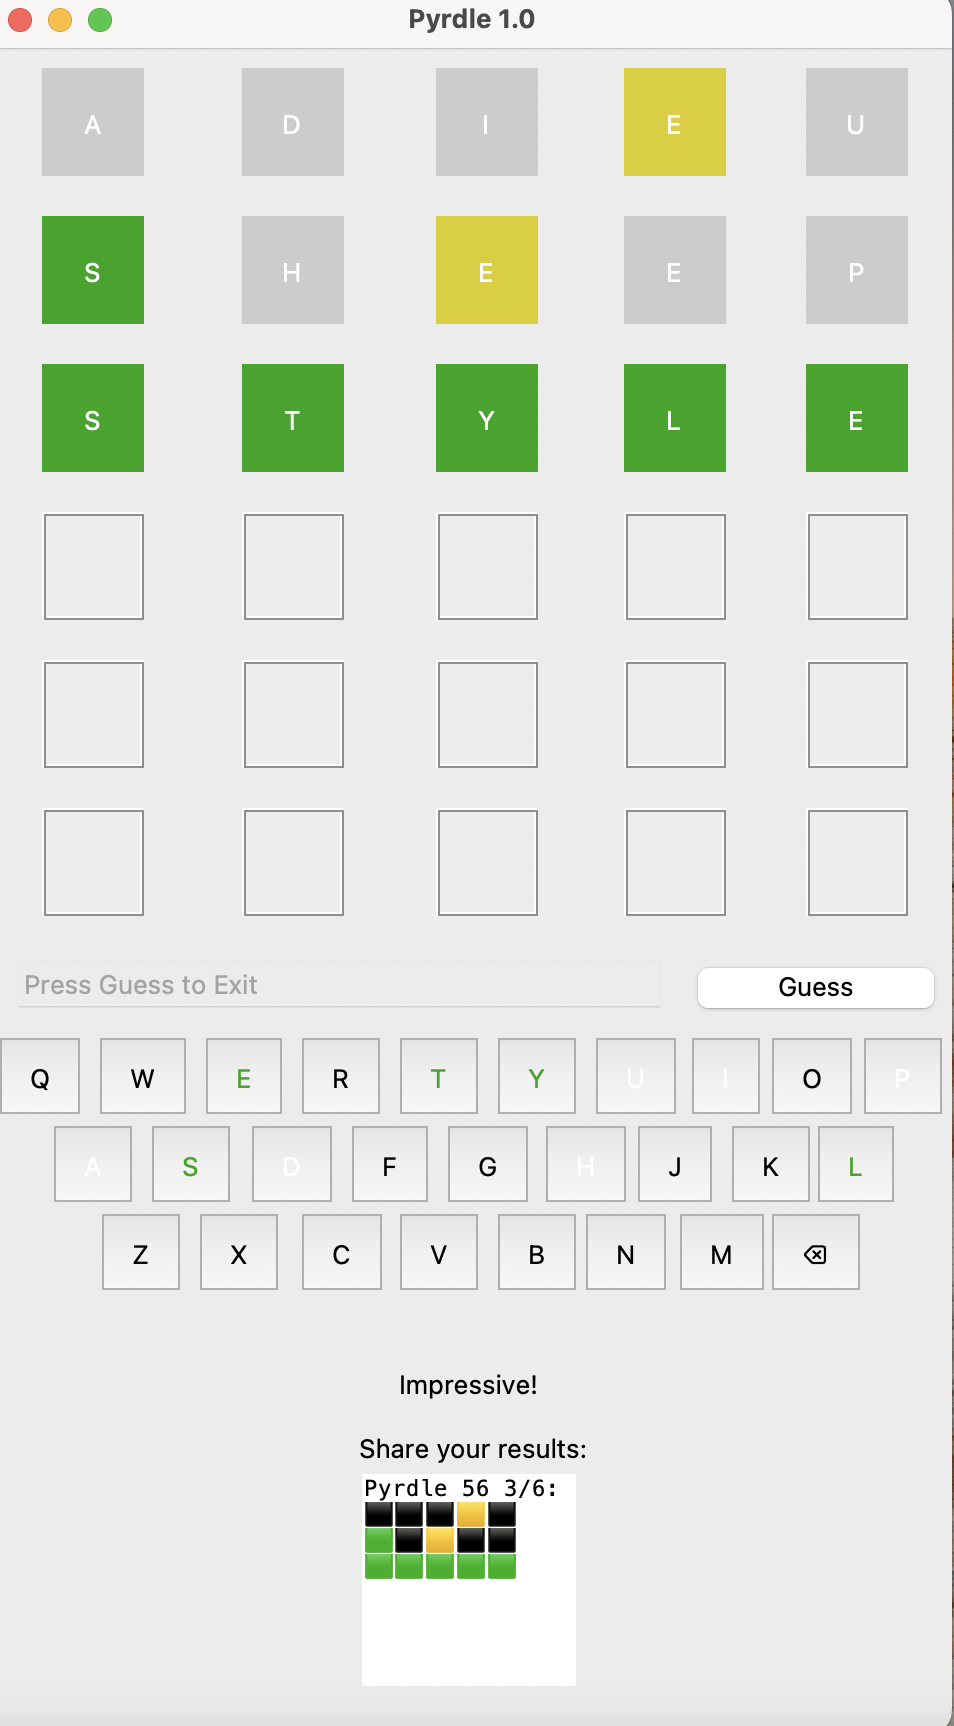 Pyrdle 1.0
A D I E U
S H E E P
S T Y L E
Press Guess to Exit Guess
Q W E R T Y U I O P
A S D F G H J K L
Z X C V B N M
Impressive!
Share your results:
Pyrdle 56 3/6: